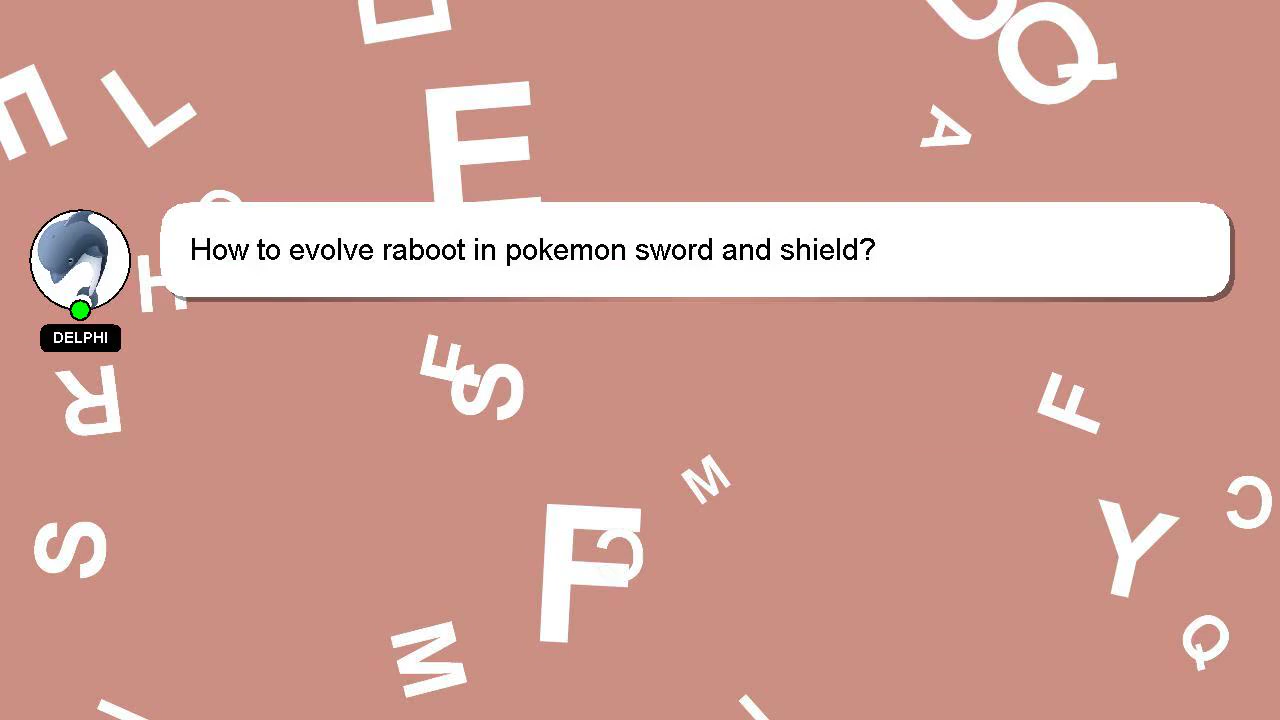 E
L
E
Q
A
How to evolve raboot in pokemon sword and shield?
H
DELPHI
R
F
S
F
M
S
F
C
Y
C
Q
M